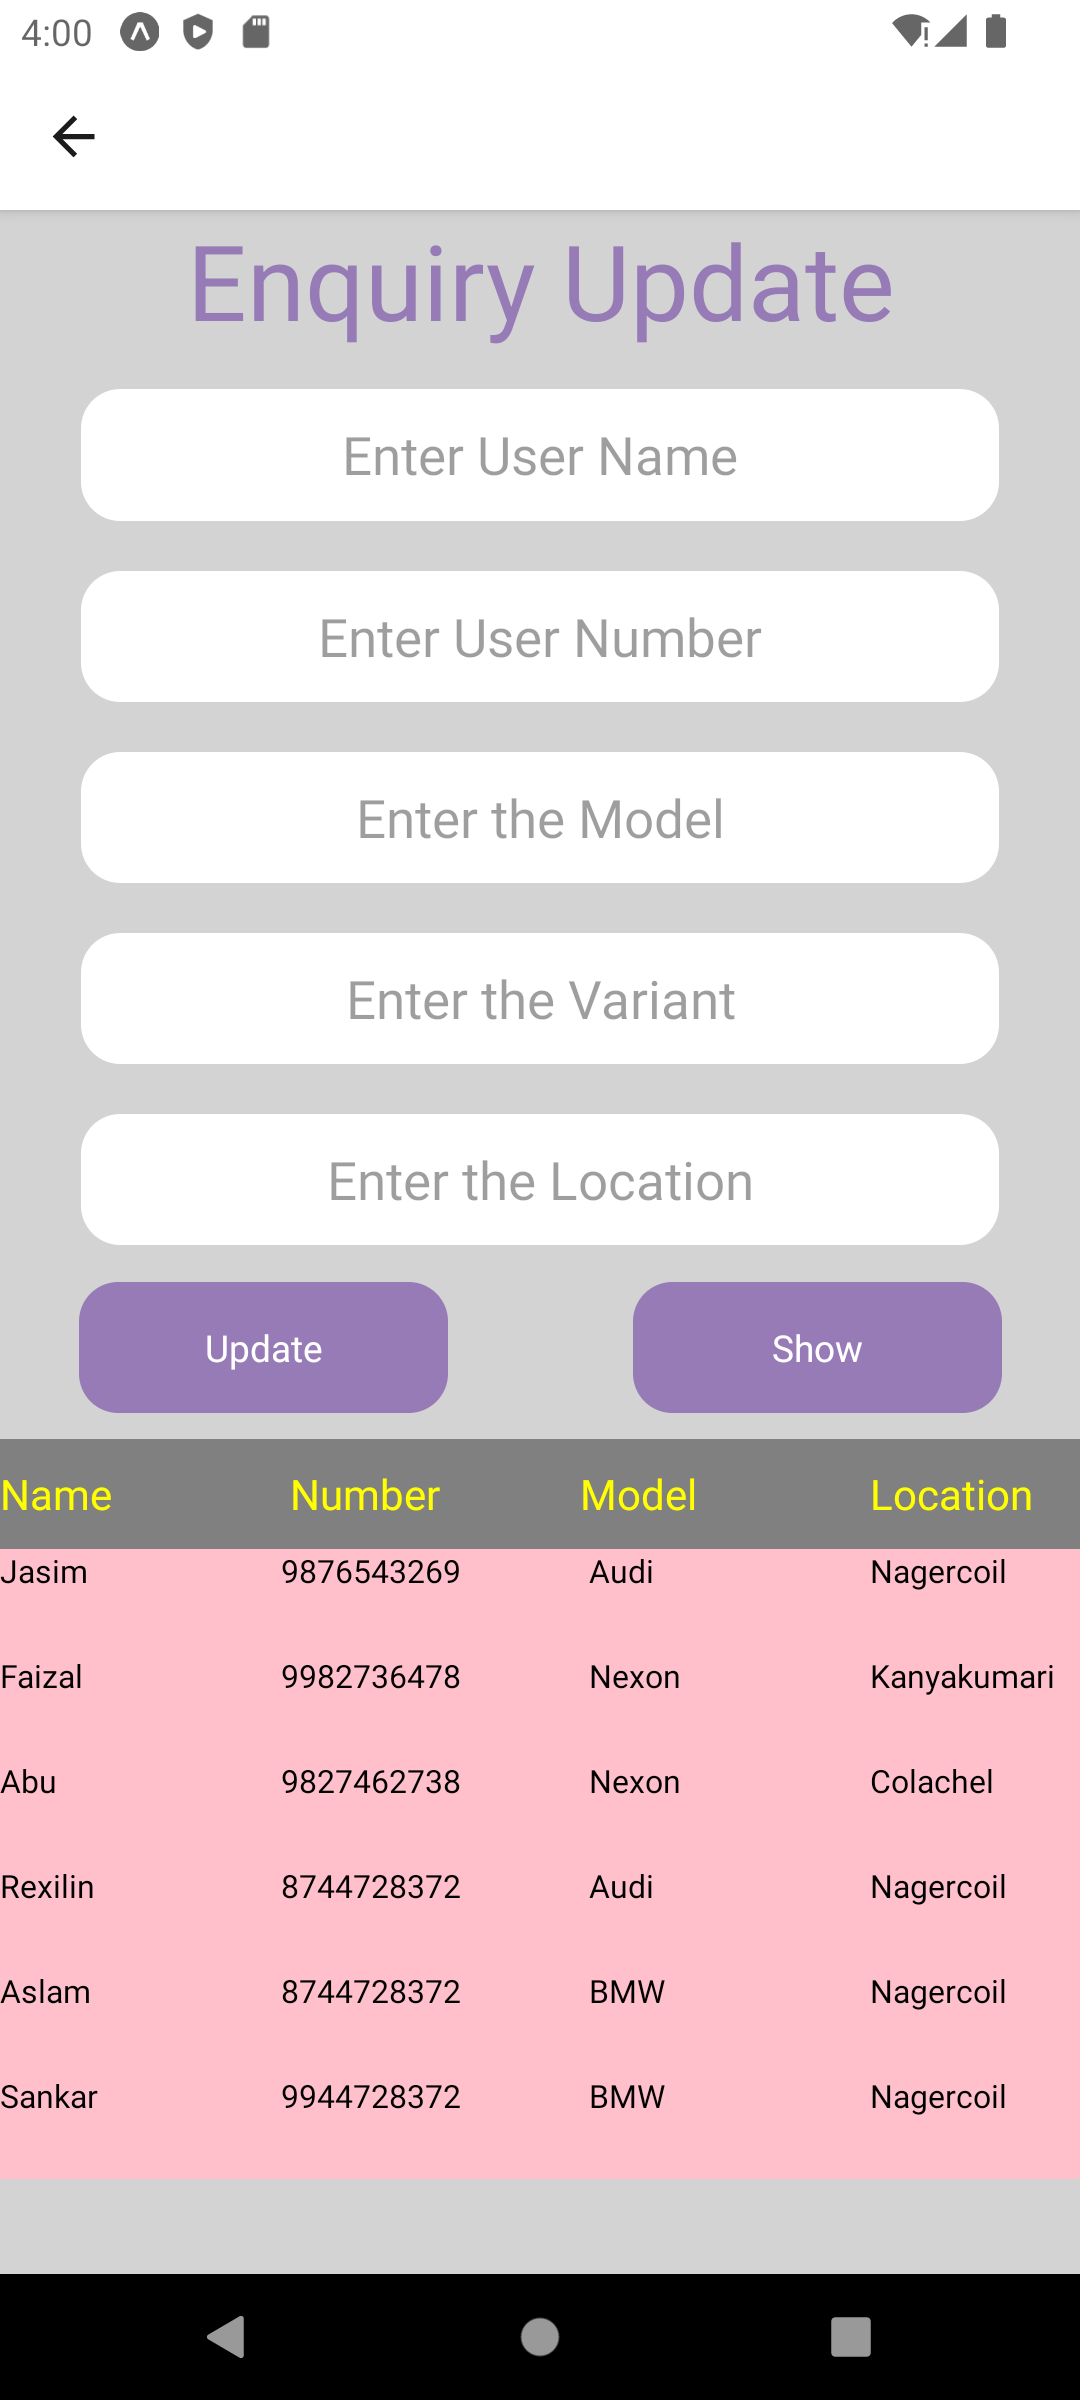 4:00
Enquiry Update
Enter User Name
Enter User Number
Enter the Model
Enter the Variant
Enter the Location
Update Show
Name Number Model Location
Jasim 9876543269 Audi Nagercoil
Faizal 9982736478 Nexon Kanyakumari
Abu 9827462738 Nexon Colachel
Rexilin 8744728372 Audi Nagercoil
Aslam 8744728372 BMW Nagercoil
Sankar 9944728372 BMW Nagercoil